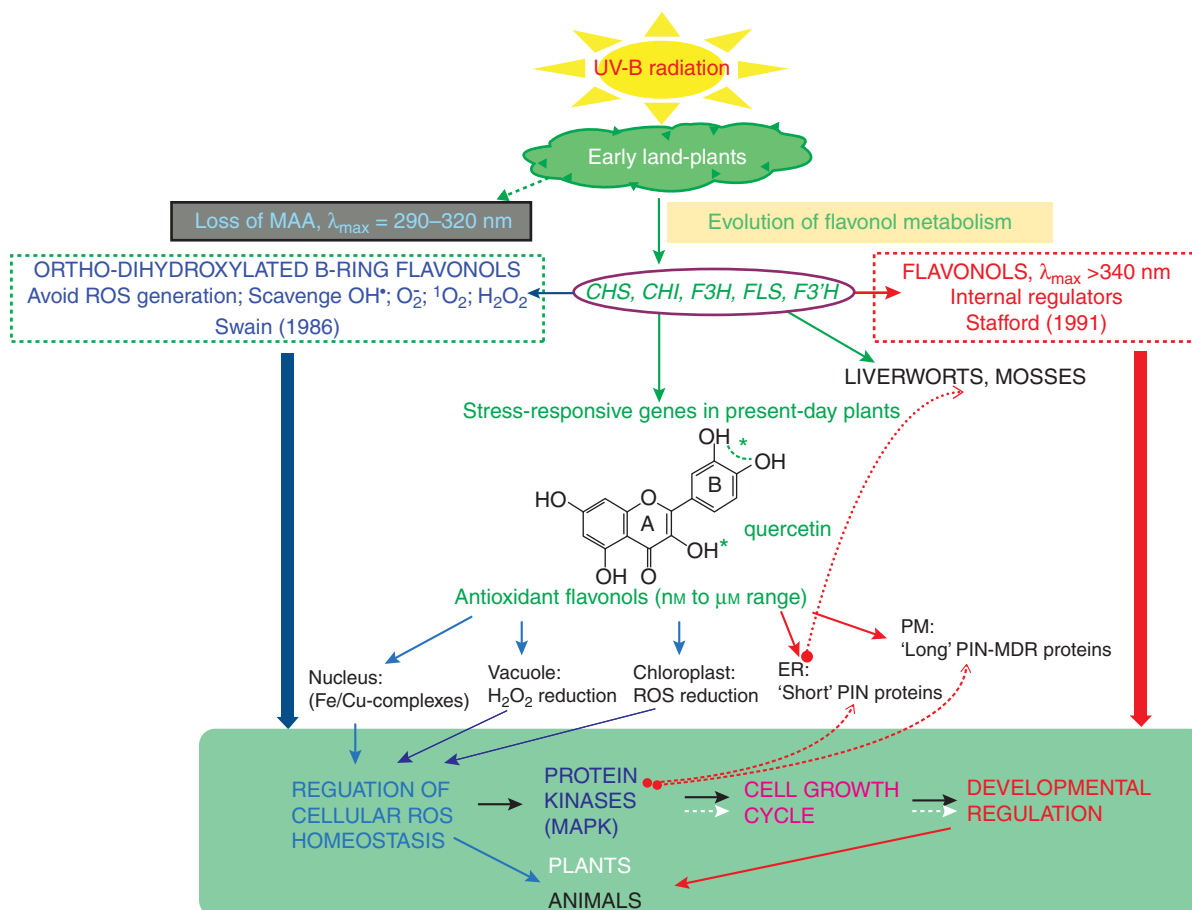 UV-B radiation
Early land-plants
Loss of MAA, λmax = 290–320 nm
Evolution of flavonol metabolism
ORTHO-DIHYDROXYLATED B-RING FLAVONOLS
Avoid ROS generation; Scavenge OH•; O₂⁻; ¹O₂; H₂O₂
Swain (1986)
CHS, CHI, F3H, FLS, F3'H
FLAVONOLS, λmax >340 nm
Internal regulators
Stafford (1991)
LIVERWORTS, MOSSES
Stress-responsive genes in present-day plants
OH
*
OH
B
HO
O
A
quercetin
OH*
OH
O
Antioxidant flavonols (nM to μM range)
Nucleus:
(Fe/Cu-complexes)
Vacuole:
H₂O₂ reduction
Chloroplast:
ROS reduction
ER:
'Short' PIN proteins
PM:
'Long' PIN-MDR proteins
REGUATION OF
CELLULAR ROS
HOMEOSTASIS
PROTEIN
KINASES
(MAPK)
CELL GROWTH
CYCLE
DEVELOPMENTAL
REGULATION
PLANTS
ANIMALS